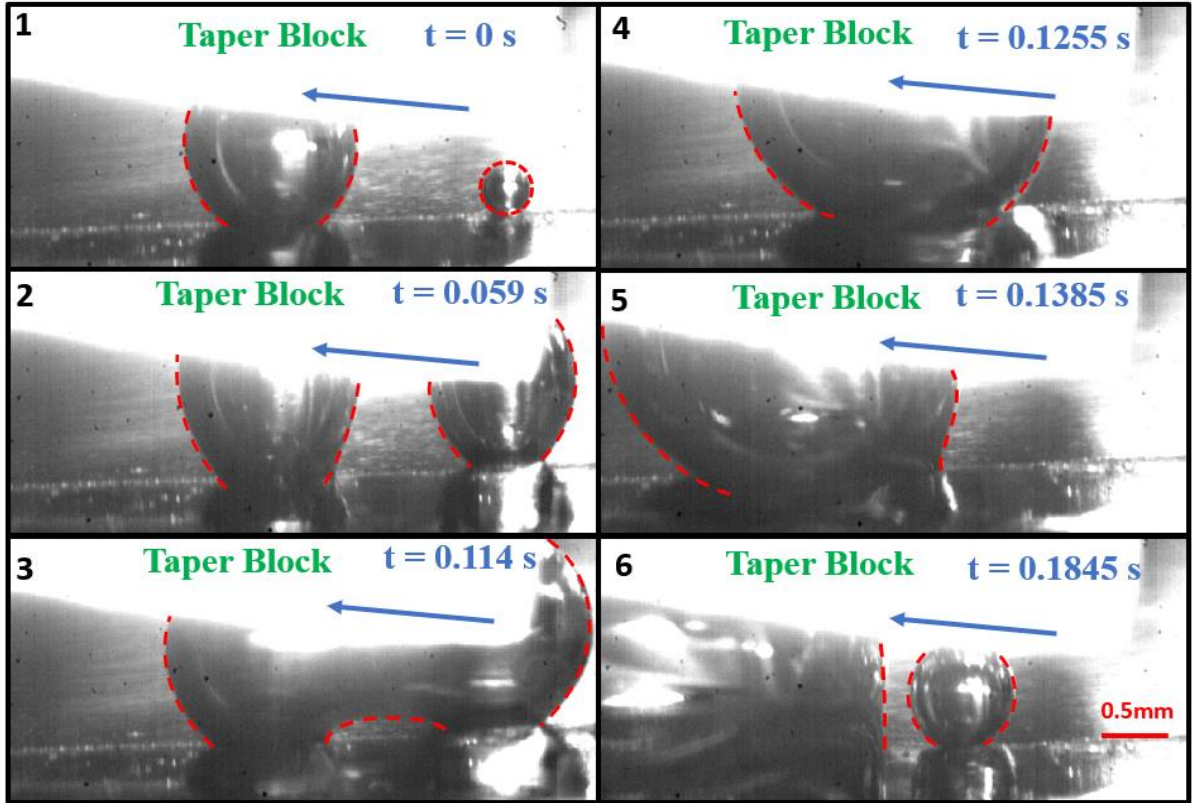 1
Taper Block
t = 0 s
2
Taper Block
t = 0.059 s
3
Taper Block
t = 0.114 s
4
Taper Block
t = 0.1255 s
5
Taper Block
t = 0.1385 s
6
Taper Block
t = 0.1845 s
0.5mm